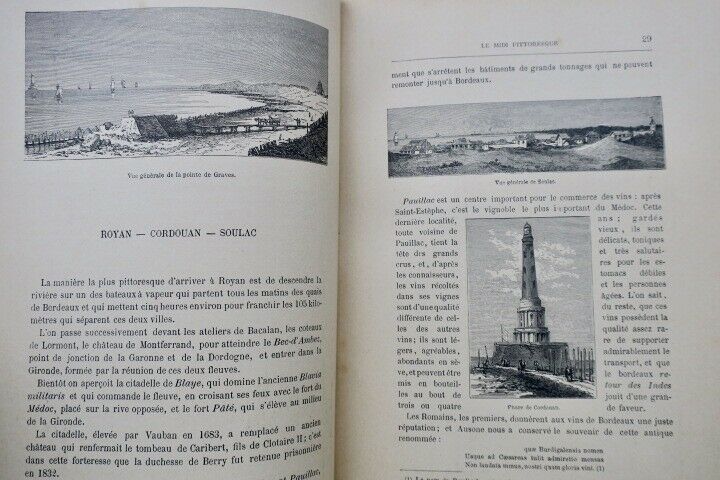 Vue générale de la pointe de Graves.
ROYAN — CORDOUAN — SOULAC
La manière la plus pittoresque d'arriver à Royan est de descendre la
rivière sur un des bateaux à vapeur qui partent tous les matins des quais
de Bordeaux et qui mettent cinq heures environ pour franchir les 105 kilo-
mètres qui séparent ces deux villes.
L'on passe successivement devant les ateliers de Bacalan, les coteaux
de Lormont, le château de Montferrand, pour atteindre le Bec-d'Ambez,
point de jonction de la Garonne et de la Dordogne, et entrer dans la
Gironde, formée par la réunion de ces deux fleuves.
Bientôt on aperçoit la citadelle de Blaye, qui domine l'ancienne Blavia
militaris et qui commande le fleuve, en croisant ses feux avec le fort du
Médoc, placé sur la rive opposée, et le fort Pâté, qui s'élève au milieu
de la Gironde.
La citadelle, élevée par Vauban en 1683, a remplacé un ancien
château qui renfermait le tombeau de Caribert, fils de Clotaire II; c'est
dans cette forteresse que la duchesse de Berry fut retenue prisonnière
en 1832.
Pauillac,
LE MIDI PITTORESQUE
29
ment que s'arrêtent les bâtiments de grands tonnages qui ne peuvent
remonter jusqu'à Bordeaux.
Vue générale de Soulac.
Pauillac est un centre important pour le commerce des vins : après
Saint-Estèphe, c'est le vignoble le plus important du Médoc. Cette
dernière localité,
toute voisine de
Pauillac, tient la
tête des grands
crus, et, d'après
les connaisseurs,
les vins récoltés
dans ses vignes
sont d'une qualité
différente de cel-
les des autres
vins; ils sont lé-
gers, agréables,
abondants en sè-
ve, et peuvent être
mis en bouteil-
les au bout de
trois ou quatre
ans; gardés
vieux, ils sont
délicats, toniques
et très salutai-
res pour les es-
tomacs débiles
et les personnes
âgées. L'on sait,
du reste, que ces
vins possèdent la
qualité assez ra-
re de supporter
admirablement le
transport, et que
le bordeaux re-
tour des Indes
jouit d'une gran-
de faveur.
Phare de Cordouan.
Les Romains, les premiers, donnèrent aux vins de Bordeaux une juste
réputation; et Ausone nous a conservé le souvenir de cette antique
renommée :
quæ Burdigalensia nomen
Usque ad Cæsareas tulit admiratio mensas
Non laudata minus, nostri quam gloria vini. (1)